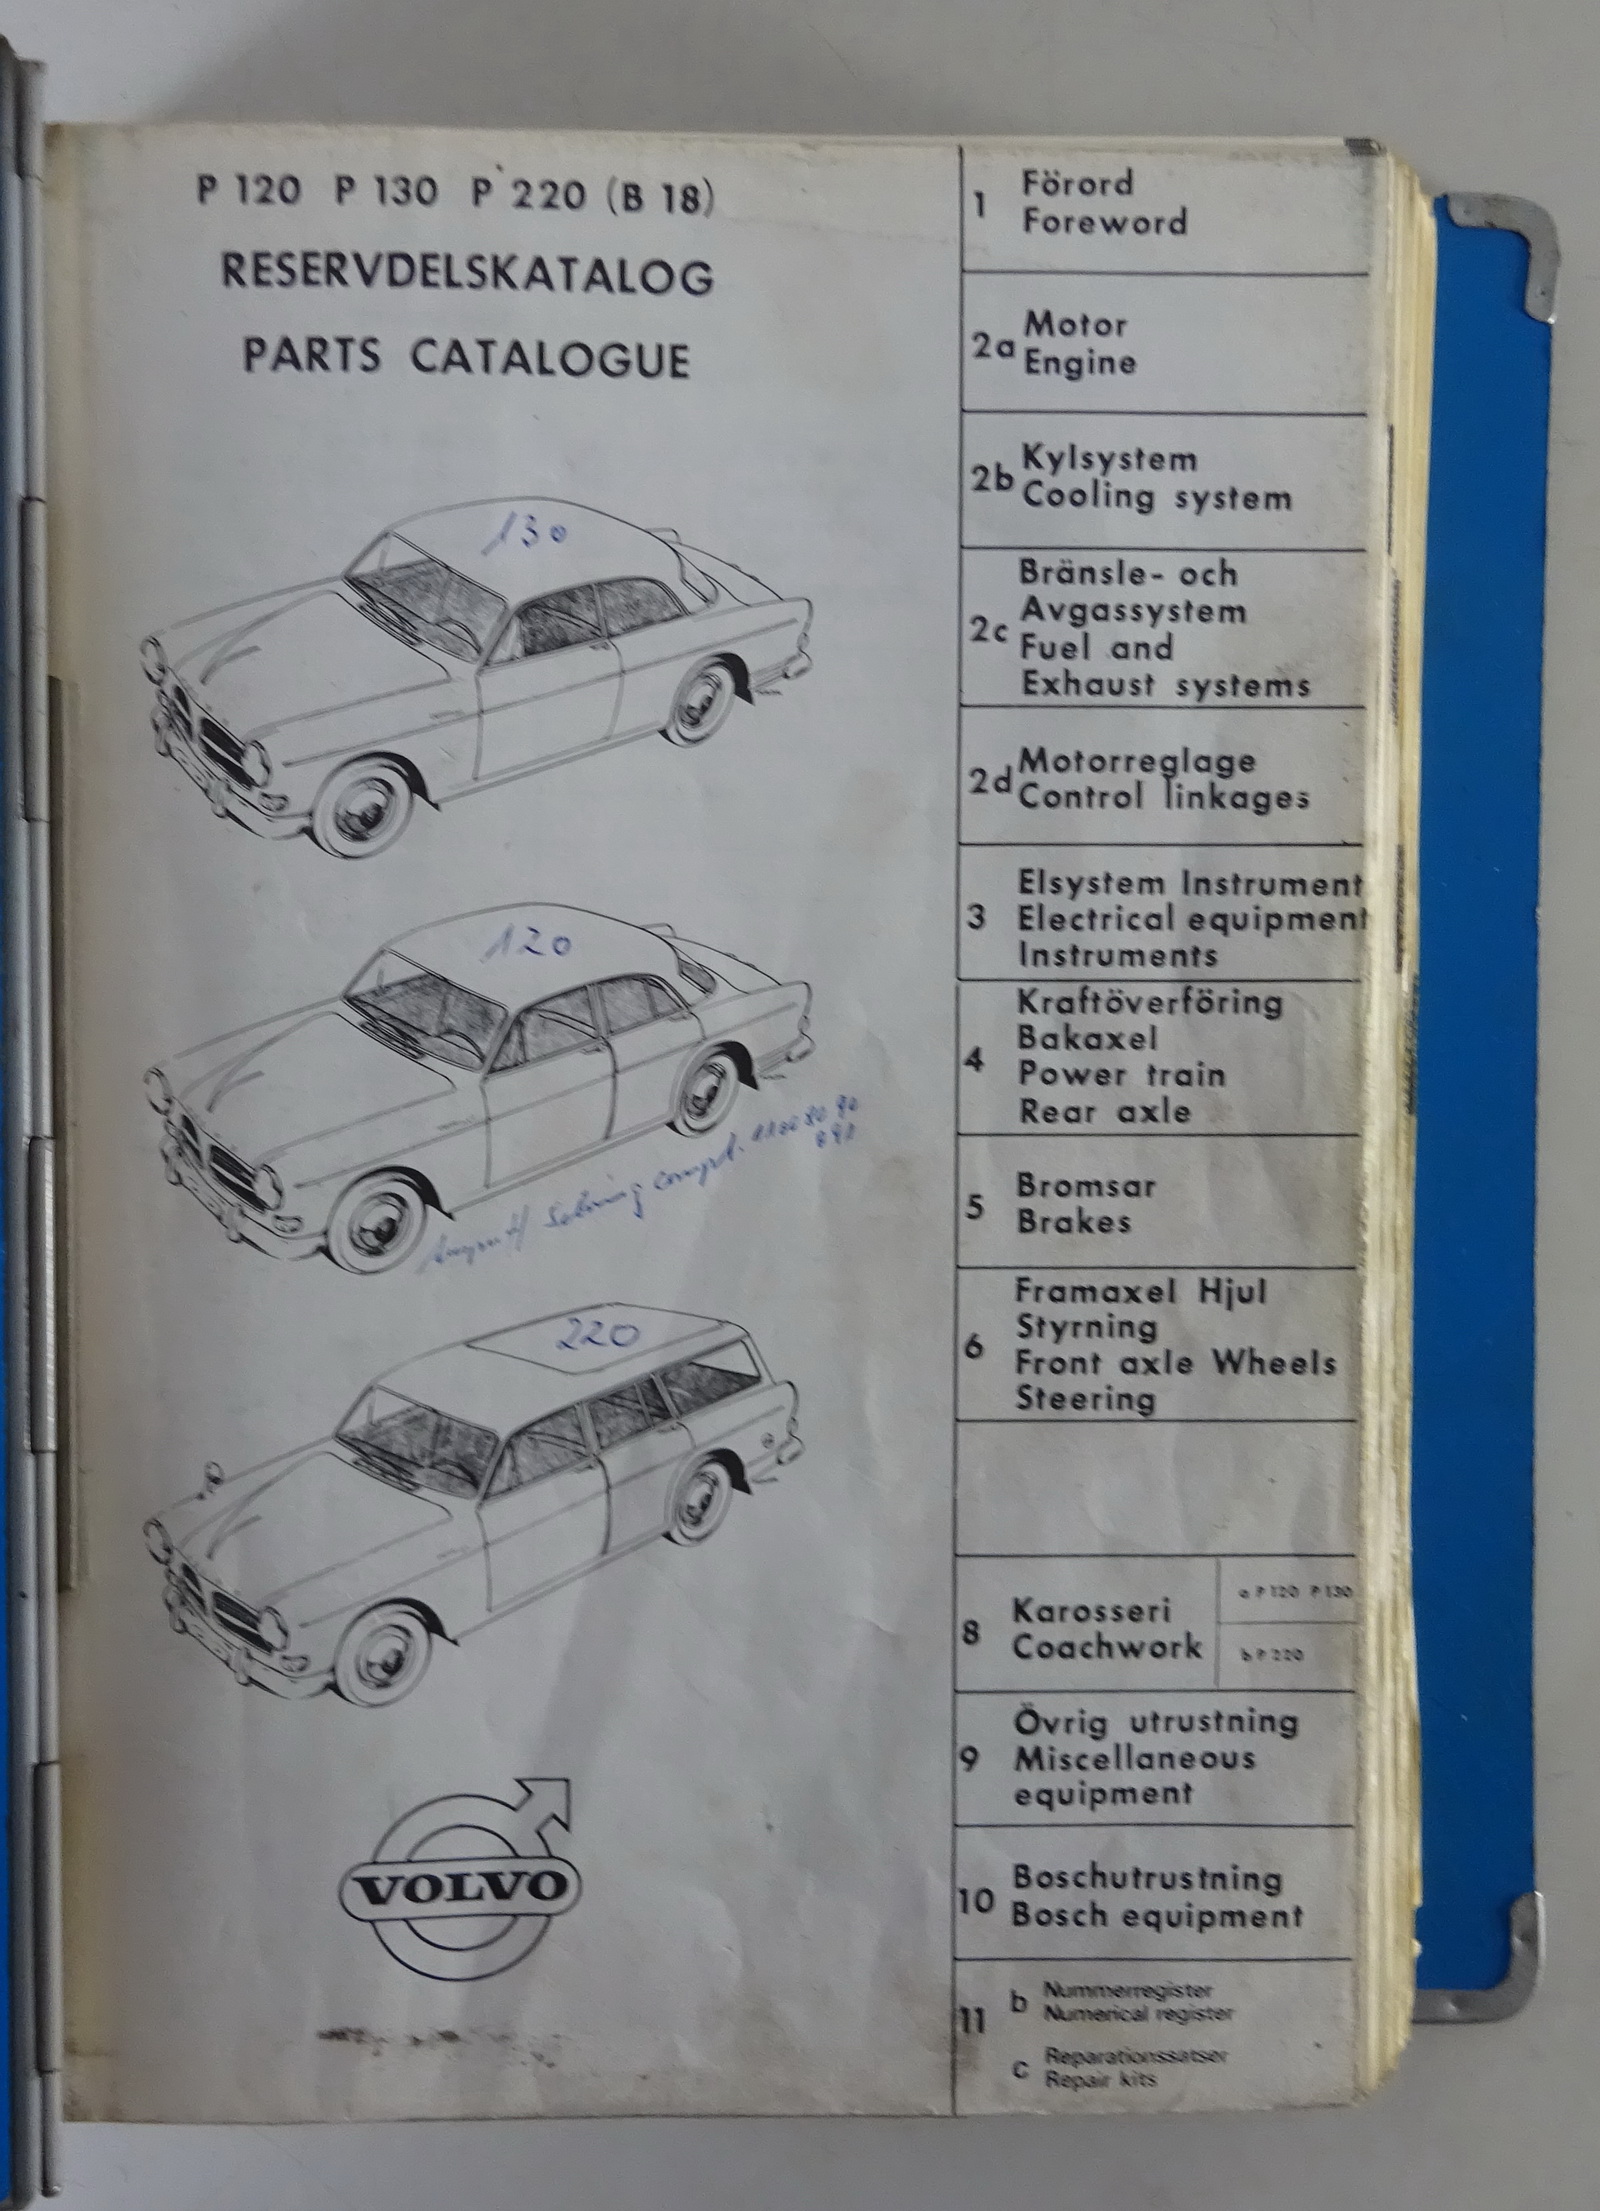 P 120 P 130 P 220 (B 18)
RESERVDELSKATALOG
PARTS CATALOGUE
130
120
compl.
220
VOLVO
1 Förord
Foreword
2a Motor
Engine
2b Kylsystem
Cooling system
2c Bränsle- och
Avgassystem
Fuel and
Exhaust systems
2d Motorreglage
Control linkages
3 Elsystem Instrument
Electrical equipment
Instruments
4 Kraftöverföring
Bakaxel
Power train
Rear axle
5 Bromsar
Brakes
6 Framaxel Hjul
Styrning
Front axle Wheels
Steering
8 Karosseri
Coachwork
a P 120 P 130
b P 220
9 Övrig utrustning
Miscellaneous
equipment
10 Boschutrustning
Bosch equipment
11 b Nummerregister
Numerical register
c Reparationssatser
Repair kits